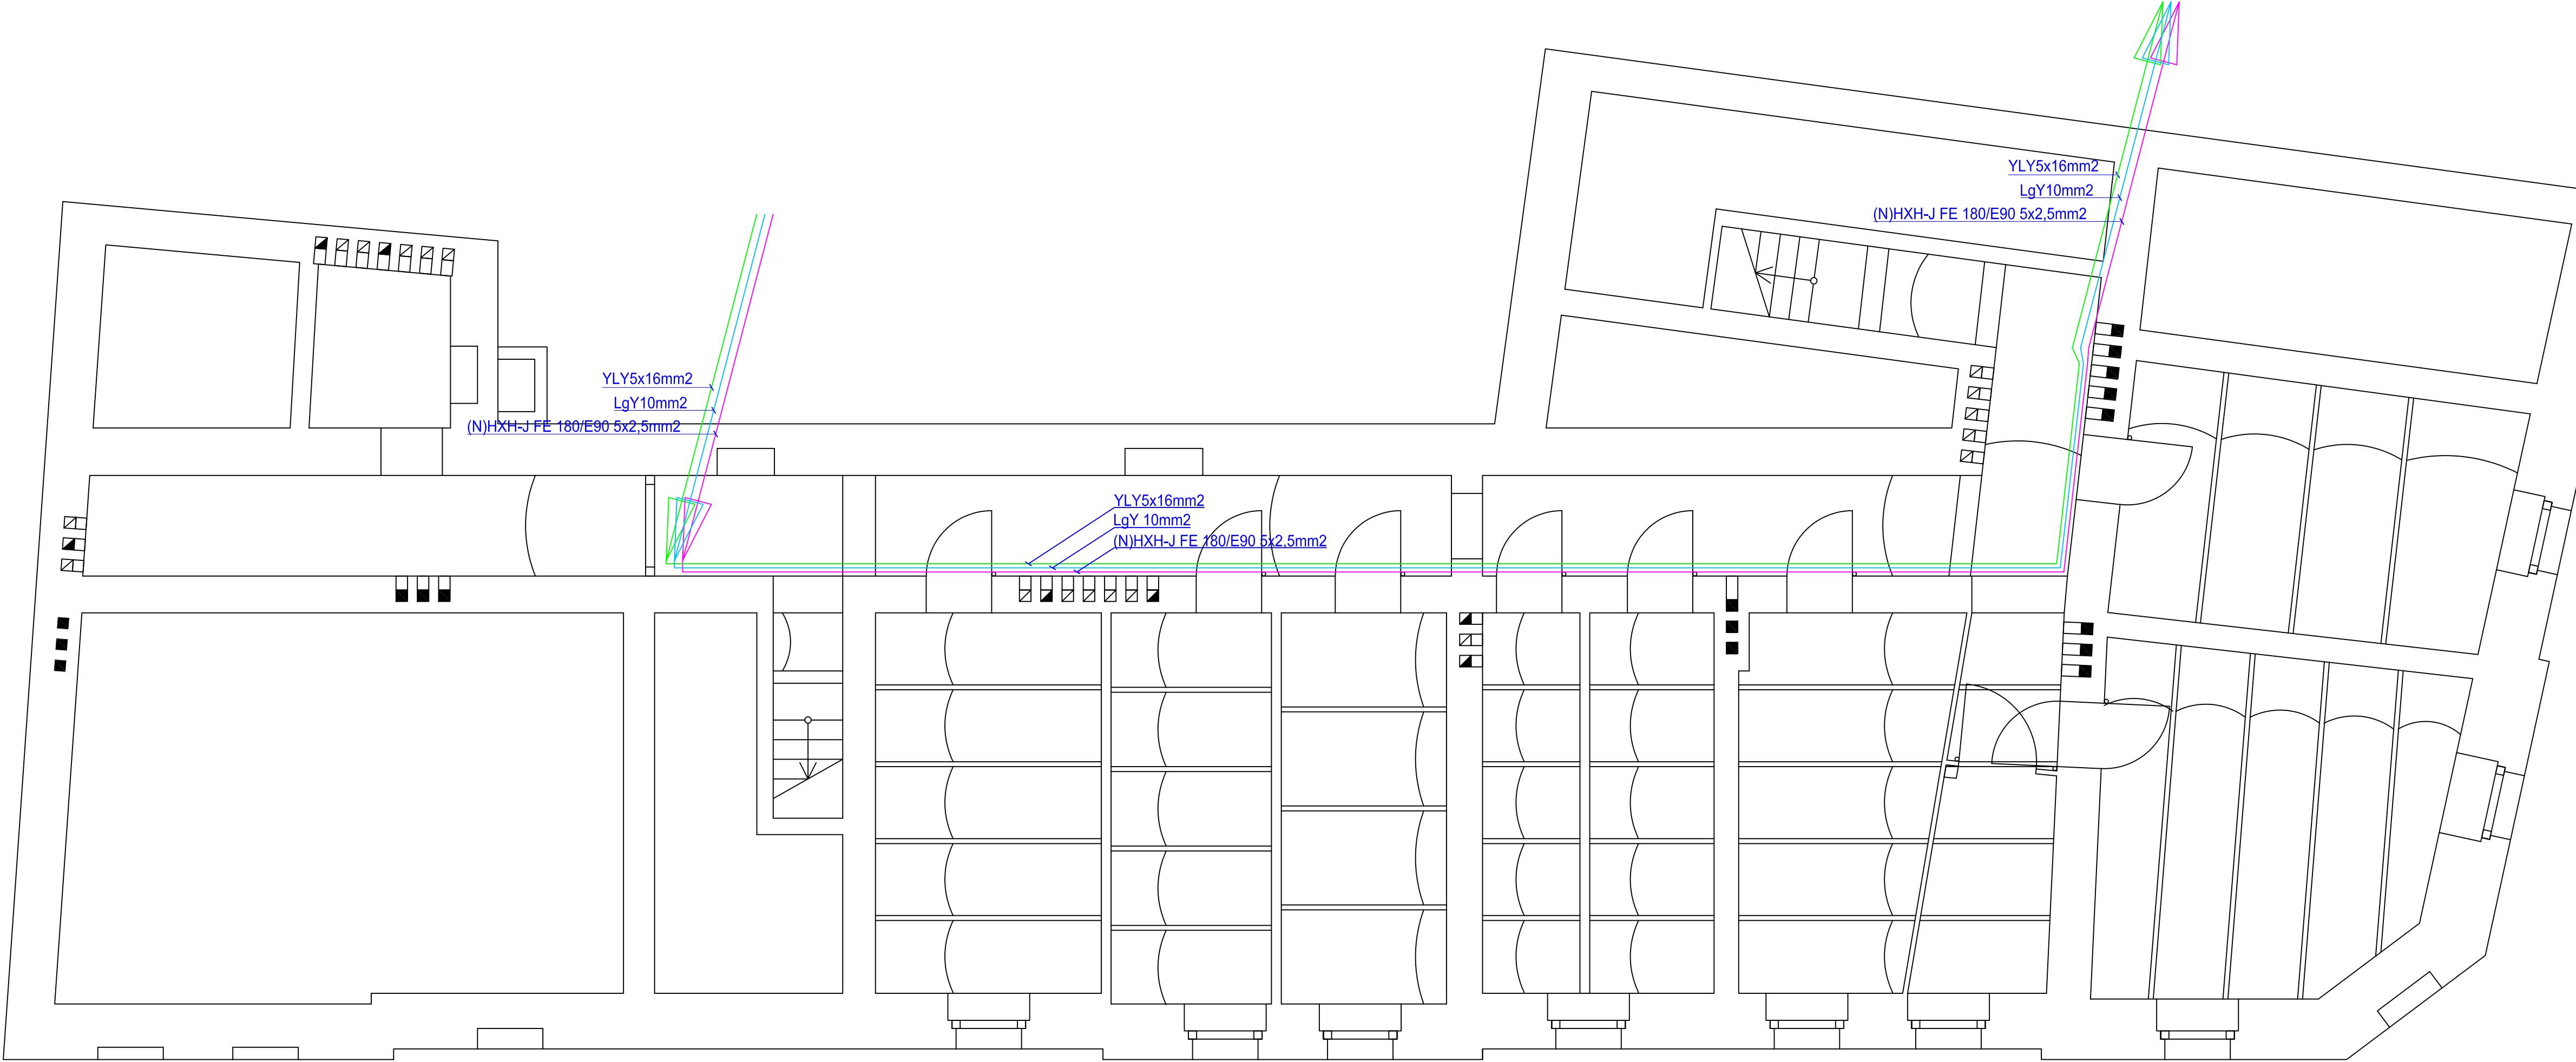 YLY5x16mm2
LgY10mm2
(N)HXH-J FE 180/E90 5x2,5mm2
YLY5x16mm2
LgY10mm2
(N)HXH-J FE 180/E90 5x2,5mm2
YLY5x16mm2
LgY 10mm2
(N)HXH-J FE 180/E90 5x2,5mm2